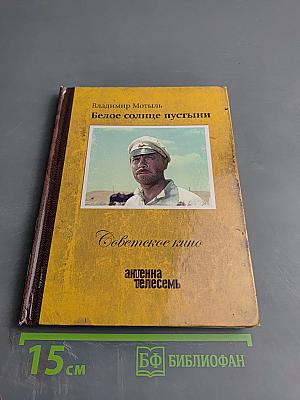 Владимир Мотыль
Белое солнце пустыни
Советское кино
антенна
телесемь
15 см
БФ БИБЛИОФАН